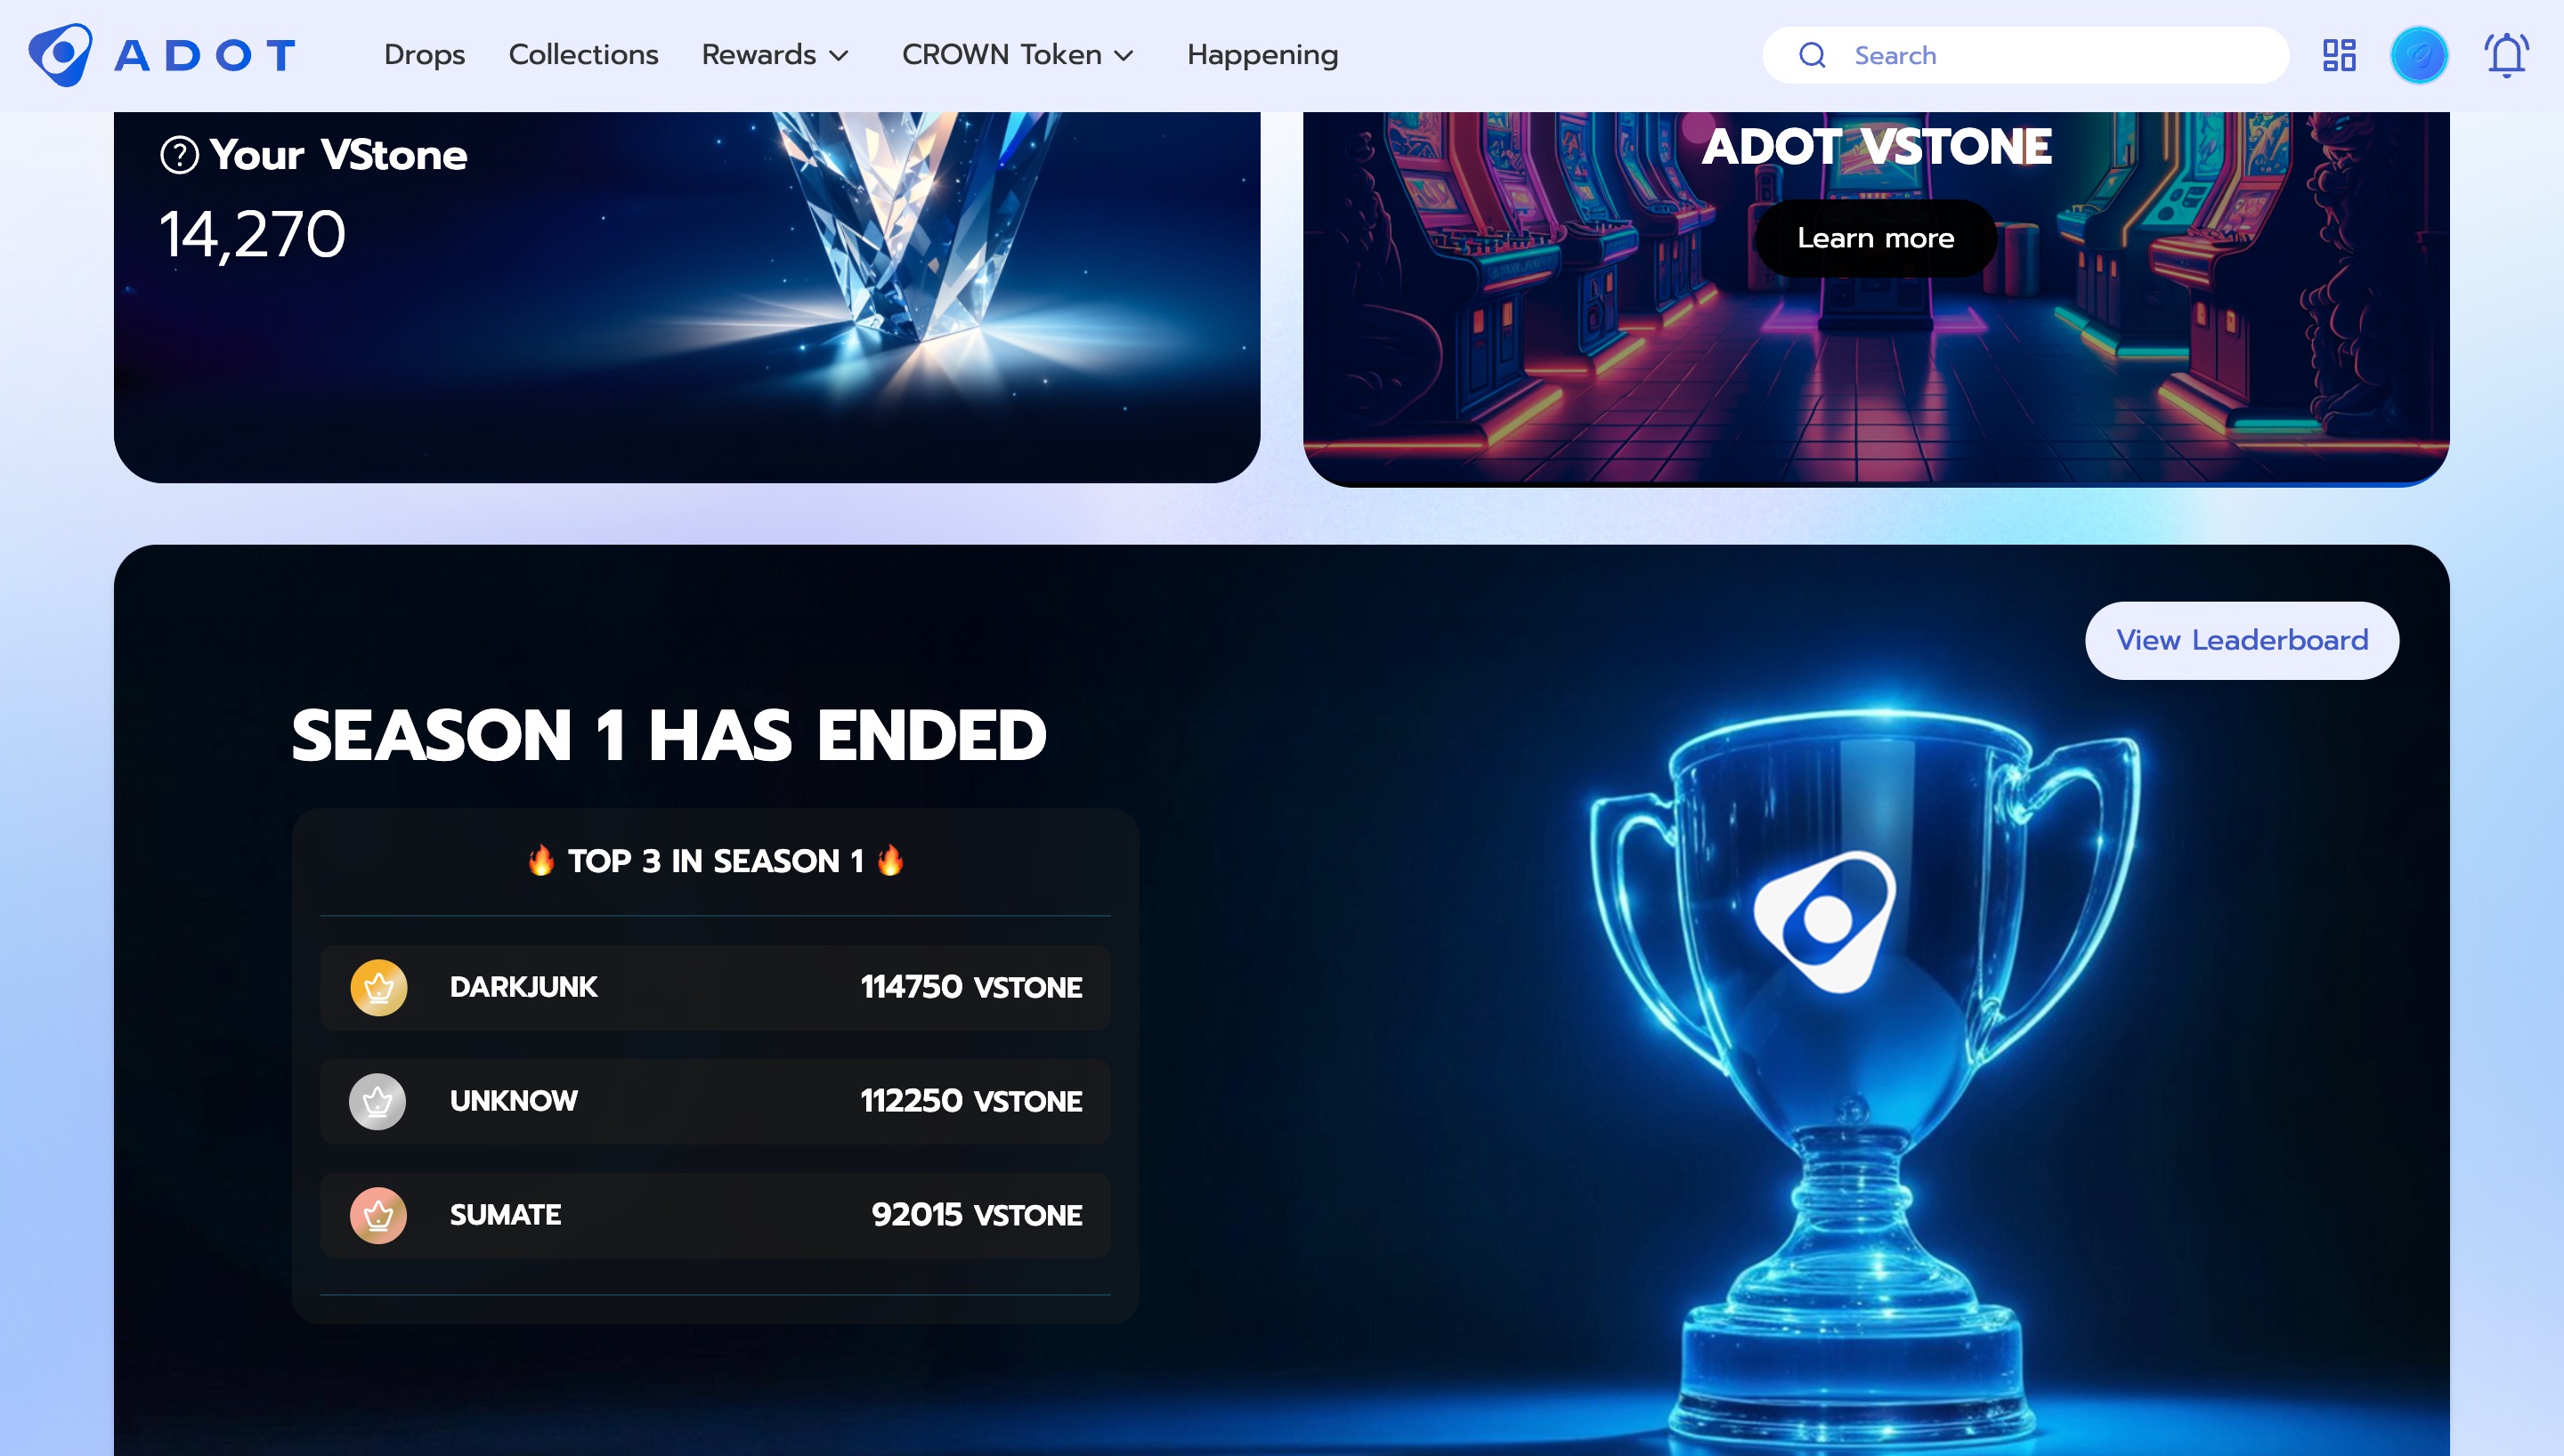 ADOT
Drops
Collections
Rewards
CROWN Token
Happening
Search
Your VStone
14,270
ADOT VSTONE
Learn more
View Leaderboard
SEASON 1 HAS ENDED
🔥 TOP 3 IN SEASON 1 🔥
DARKJUNK 114750 VSTONE
UNKNOW 112250 VSTONE
SUMATE 92015 VSTONE